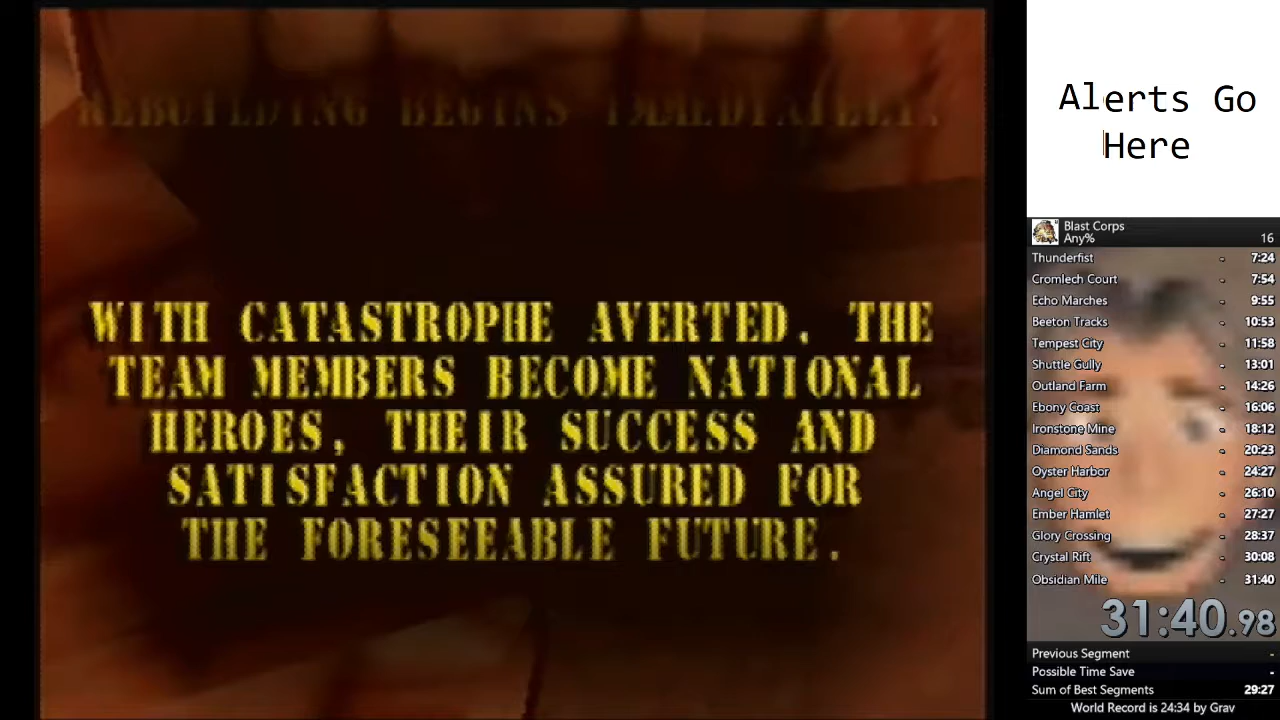 REBUILDING BEGINS IMMEDIATELY.
WITH CATASTROPHE AVERTED, THE
TEAM MEMBERS BECOME NATIONAL
HEROES, THEIR SUCCESS AND
SATISFACTION ASSURED FOR
THE FORESEEABLE FUTURE.
Alerts Go
Here
Blast Corps
Any% 16
Thunderfist - 7:24
Cromlech Court - 7:54
Echo Marches - 9:55
Beeton Tracks - 10:53
Tempest City - 11:58
Shuttle Gully - 13:01
Outland Farm - 14:26
Ebony Coast - 16:06
Ironstone Mine - 18:12
Diamond Sands - 20:23
Oyster Harbor - 24:27
Angel City - 26:10
Ember Hamlet - 27:27
Glory Crossing - 28:37
Crystal Rift - 30:08
Obsidian Mile - 31:40
31:40.98
Previous Segment -
Possible Time Save -
Sum of Best Segments 29:27
World Record is 24:34 by Grav